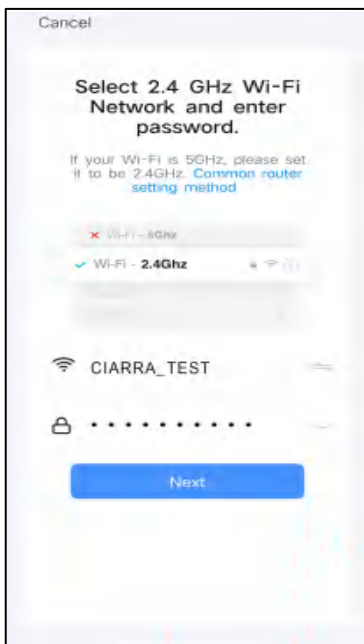 Cancel
Select 2.4 GHz Wi-Fi
Network and enter
password.
If your Wi-Fi is 5GHz, please set
it to be 2.4GHz. Common router
setting method
Wi-Fi - 5Ghz
Wi-Fi - 2.4Ghz
CIARRA_TEST
Next